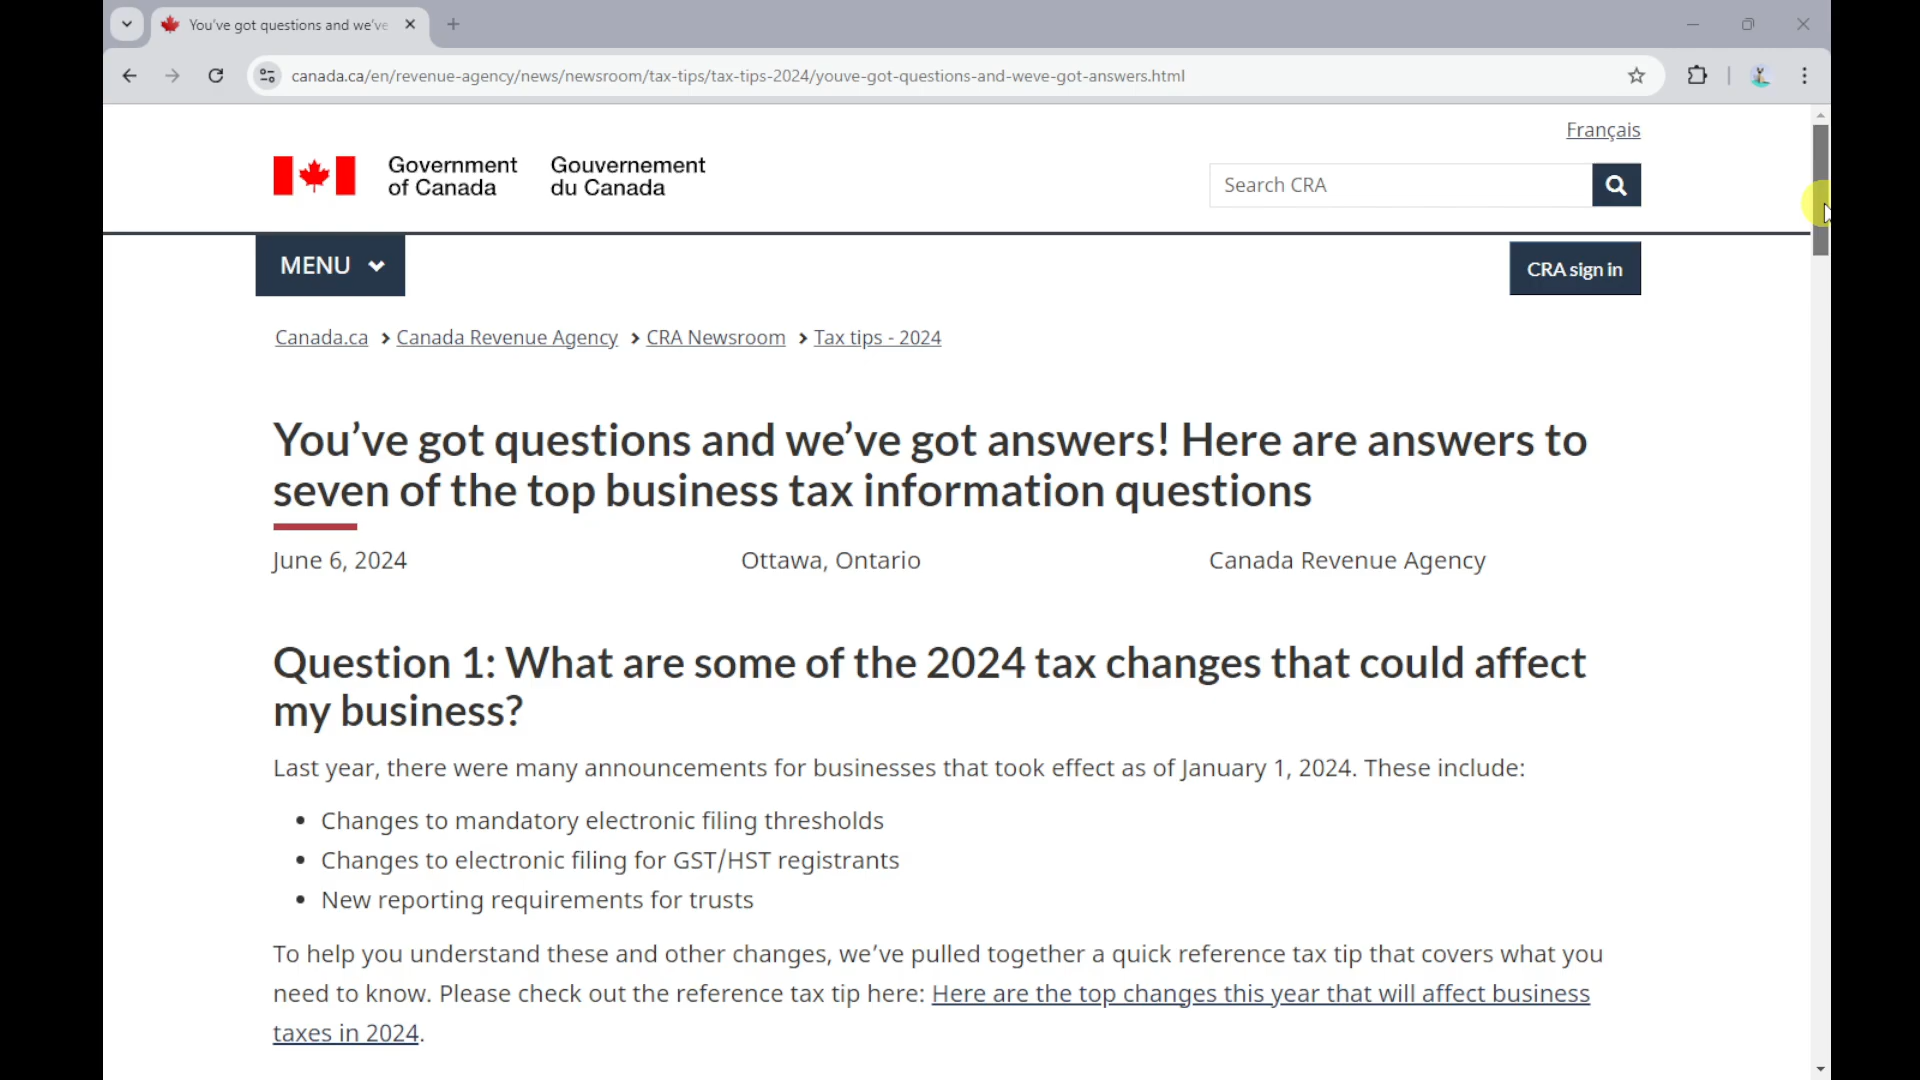 You've got questions and we've
canada.ca/en/revenue-agency/news/newsroom/tax-tips/tax-tips-2024/youve-got-questions-and-weve-got-answers.html
Français
Government of Canada
Gouvernement du Canada
Search CRA
MENU
CRA sign in
Canada.ca > Canada Revenue Agency > CRA Newsroom > Tax tips - 2024
You’ve got questions and we’ve got answers! Here are answers to
seven of the top business tax information questions
June 6, 2024 Ottawa, Ontario Canada Revenue Agency
Question 1: What are some of the 2024 tax changes that could affect
my business?
Last year, there were many announcements for businesses that took effect as of January 1, 2024. These include:
• Changes to mandatory electronic filing thresholds
• Changes to electronic filing for GST/HST registrants
• New reporting requirements for trusts
To help you understand these and other changes, we’ve pulled together a quick reference tax tip that covers what you
need to know. Please check out the reference tax tip here: Here are the top changes this year that will affect business
taxes in 2024.